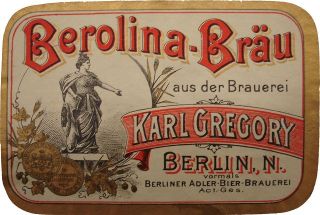 Berolina-Bräu
aus der Brauerei
KARL GREGORY
BERLIN, N.
vormals
BERLINER ADLER-BIER-BRAUEREI
Act. Ges.